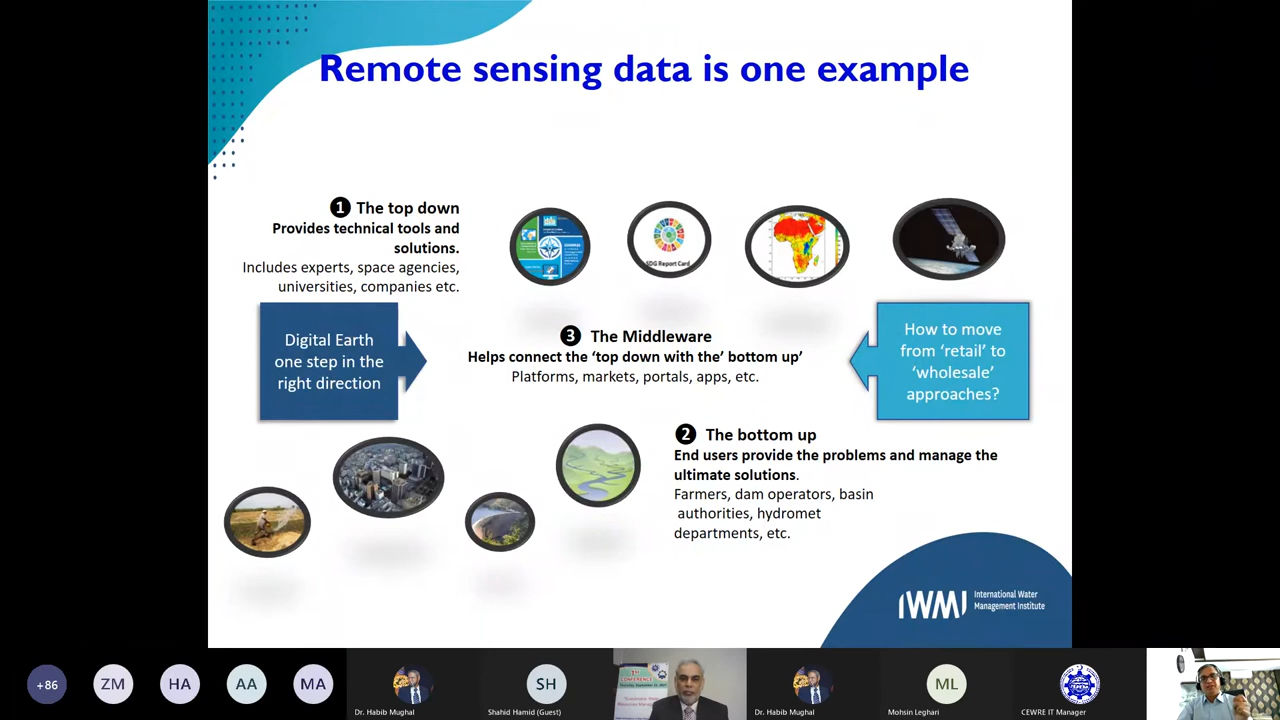 Remote sensing data is one example
❶ The top down
Provides technical tools and
solutions.
Includes experts, space agencies,
universities, companies etc.
SDG Report Card
Digital Earth
one step in the
right direction
❸ The Middleware
Helps connect the ‘top down with the’ bottom up’
Platforms, markets, portals, apps, etc.
How to move
from ‘retail’ to
‘wholesale’
approaches?
❷ The bottom up
End users provide the problems and manage the
ultimate solutions.
Farmers, dam operators, basin
authorities, hydromet
departments, etc.
IWMI
International Water
Management Institute
+86
ZM
HA
AA
MA
Dr. Habib Mughal
SH
Shahid Hamid (Guest)
CONFERENCE
Dr. Habib Mughal
ML
Mohsin Leghari
CEWRE IT Manager